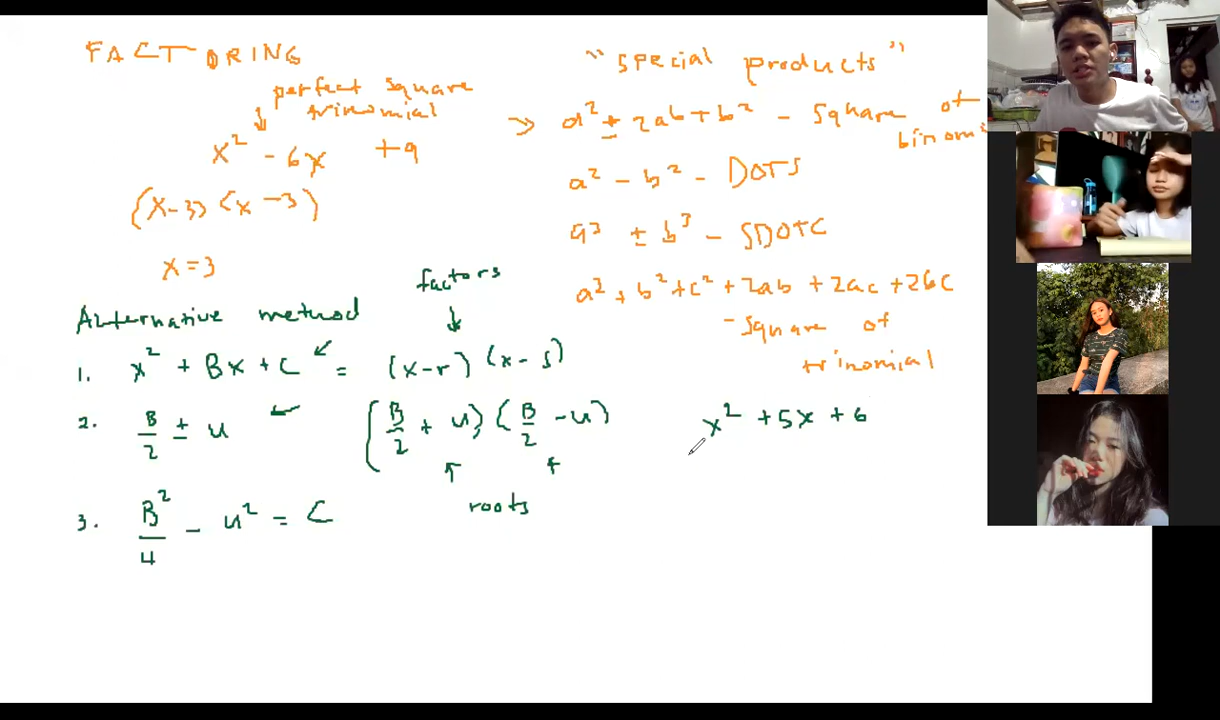 FACTORING
perfect square
trinomial
x² - 6x + 9
(x-3)(x-3)
x = 3
"special products"
a² ± 2ab + b² - square of
binomi
a² - b² - DOTS
a³ ± b³ - SDOTC
a² + b² + c² + 2ab + 2ac + 2bc
- square of
trinomial
Alternative method
factors
1. x² + Bx + C = (x-r)(x-s)
2. B/2 ± u (B/2 + u)(B/2 - u)
roots
3. B²/4 - u² = C
x² + 5x + 6